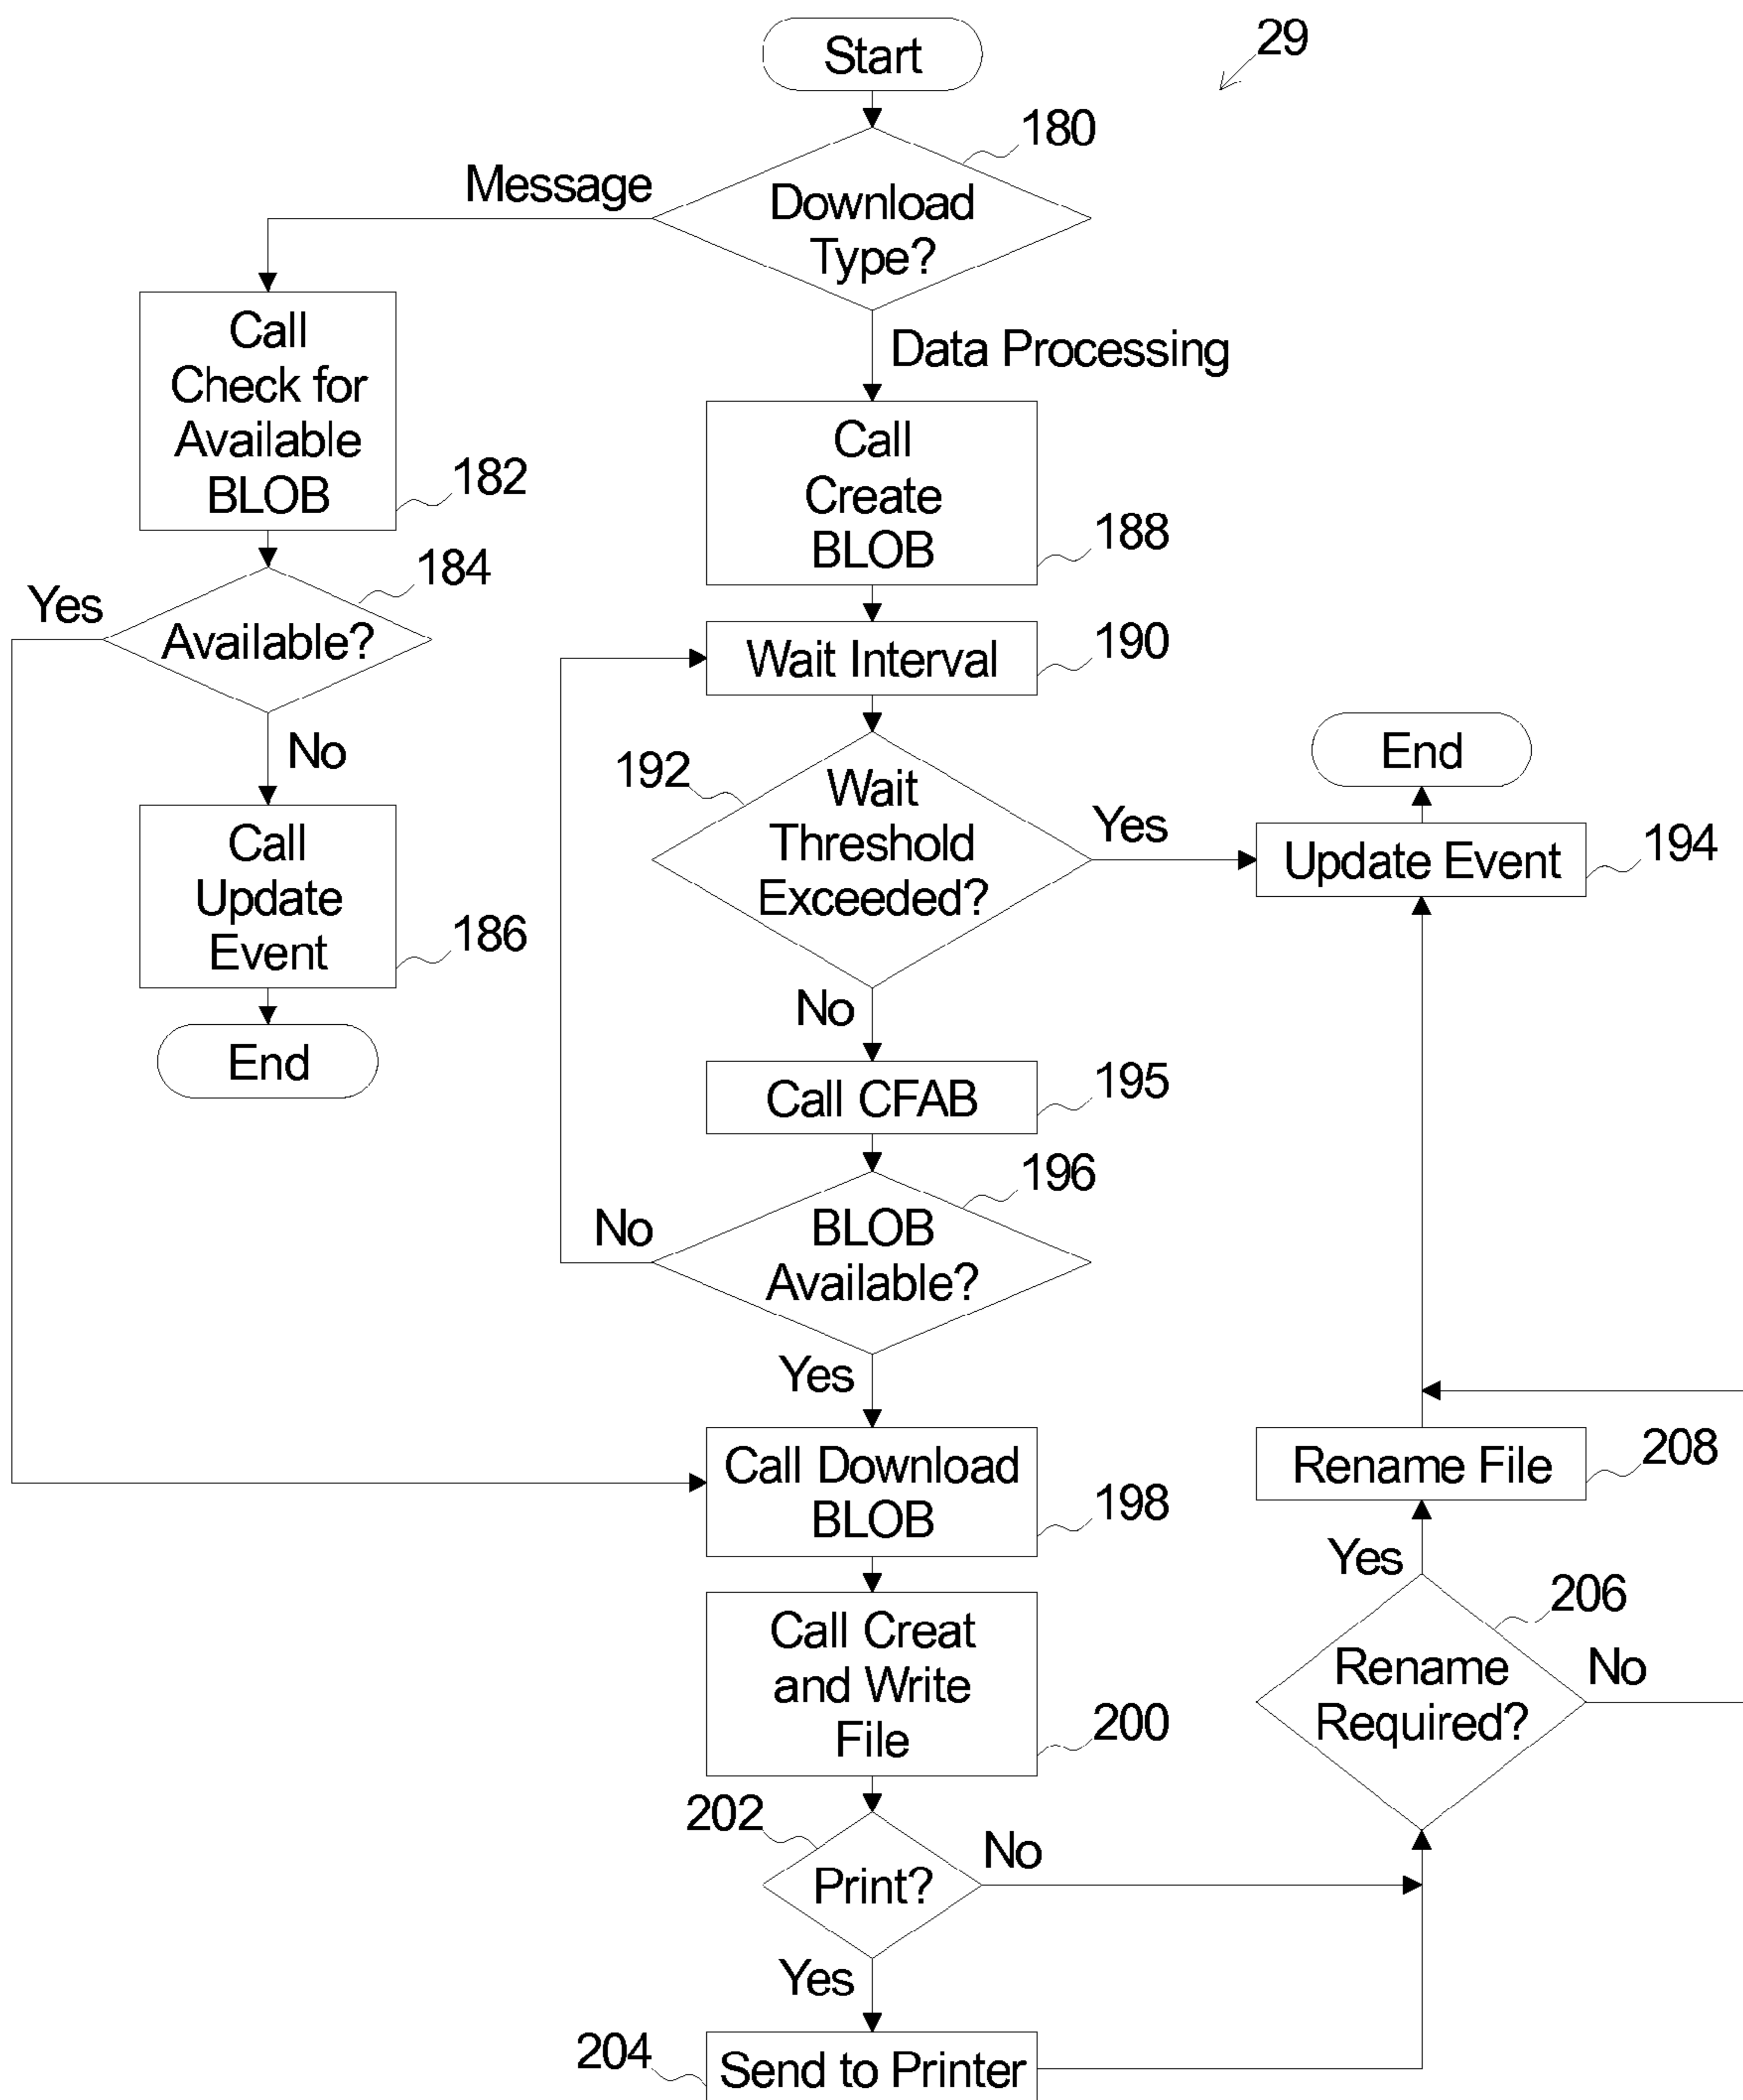 Start
29
180
Message
Download
Type?
Data Processing
Call
Check for
Available
BLOB
182
Call
Create
BLOB
188
184
Yes
Available?
No
Wait Interval
190
192
Wait
Threshold
Exceeded?
Yes
End
Update Event
194
Call
Update
Event
186
End
No
Call CFAB
195
196
No
BLOB
Available?
Yes
Call Download
BLOB
198
Rename File
208
Yes
206
Rename
Required?
No
Call Creat
and Write
File
200
202
Print?
No
Yes
204
Send to Printer